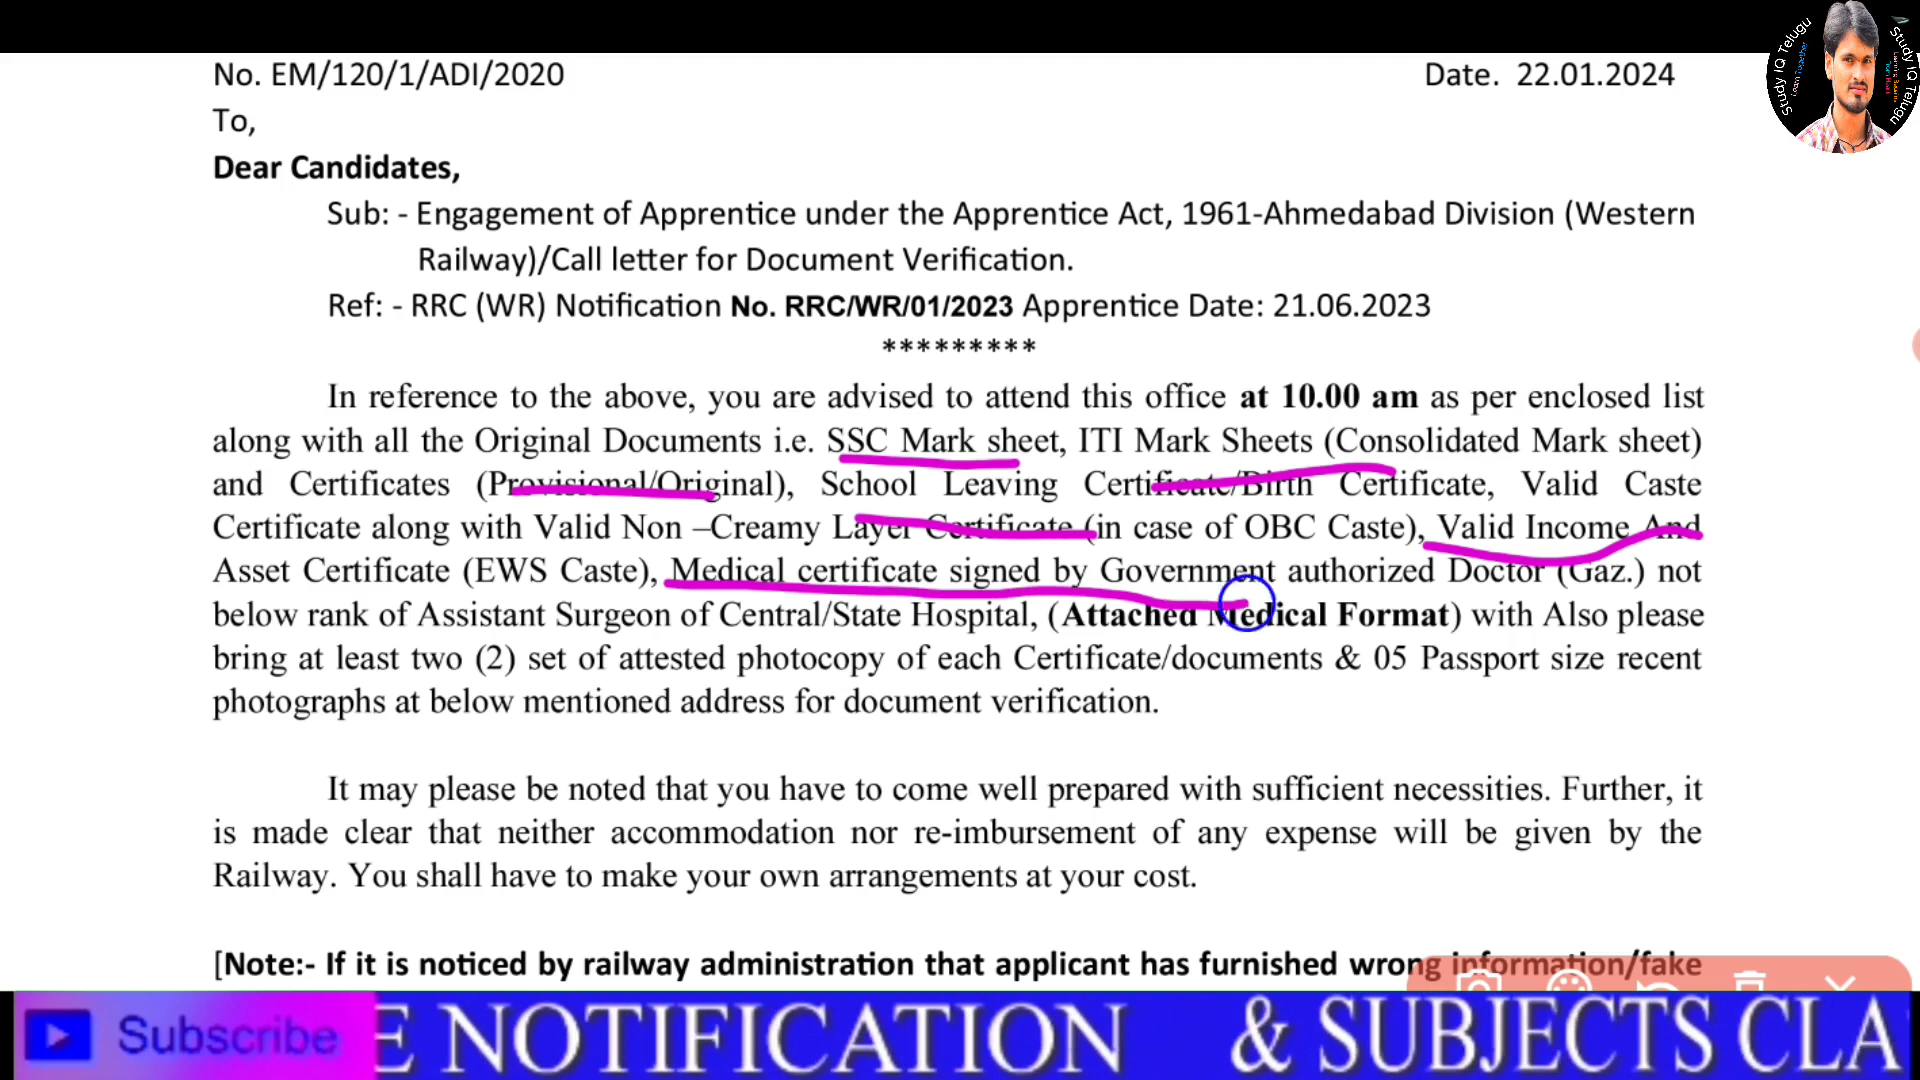 No. EM/120/1/ADI/2020 Date. 22.01.2024
To,
Dear Candidates,
Sub: - Engagement of Apprentice under the Apprentice Act, 1961-Ahmedabad Division (Western
Railway)/Call letter for Document Verification.
Ref: - RRC (WR) Notification No. RRC/WR/01/2023 Apprentice Date: 21.06.2023
*********
In reference to the above, you are advised to attend this office at 10.00 am as per enclosed list
along with all the Original Documents i.e. SSC Mark sheet, ITI Mark Sheets (Consolidated Mark sheet)
and Certificates (Provisional/Original), School Leaving Certificate/Birth Certificate, Valid Caste
Certificate along with Valid Non –Creamy Layer Certificate (in case of OBC Caste), Valid Income And
Asset Certificate (EWS Caste), Medical certificate signed by Government authorized Doctor (Gaz.) not
below rank of Assistant Surgeon of Central/State Hospital, (Attached Medical Format) with Also please
bring at least two (2) set of attested photocopy of each Certificate/documents & 05 Passport size recent
photographs at below mentioned address for document verification.
It may please be noted that you have to come well prepared with sufficient necessities. Further, it
is made clear that neither accommodation nor re-imbursement of any expense will be given by the
Railway. You shall have to make your own arrangements at your cost.
[Note:- If it is noticed by railway administration that applicant has furnished wrong information/fake
Subscribe E NOTIFICATION & SUBJECTS CLA
Study IQ Telugu
Learn Together
Study IQ Telugu